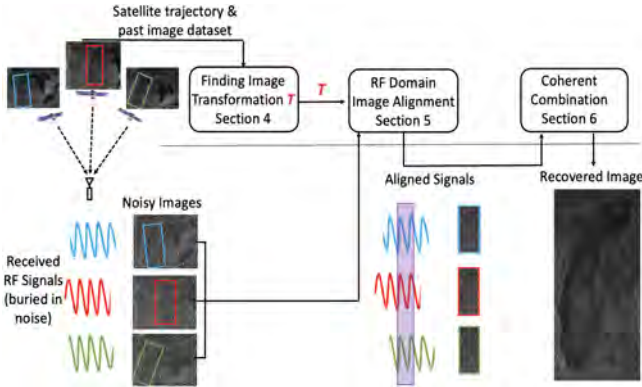 Satellite trajectory &
past image dataset
Finding Image
Transformation T
Section 4
T
RF Domain
Image Alignment
Section 5
Coherent
Combination
Section 6
Noisy Images
Aligned Signals
Recovered Image
Received
RF Signals
(buried in
noise)